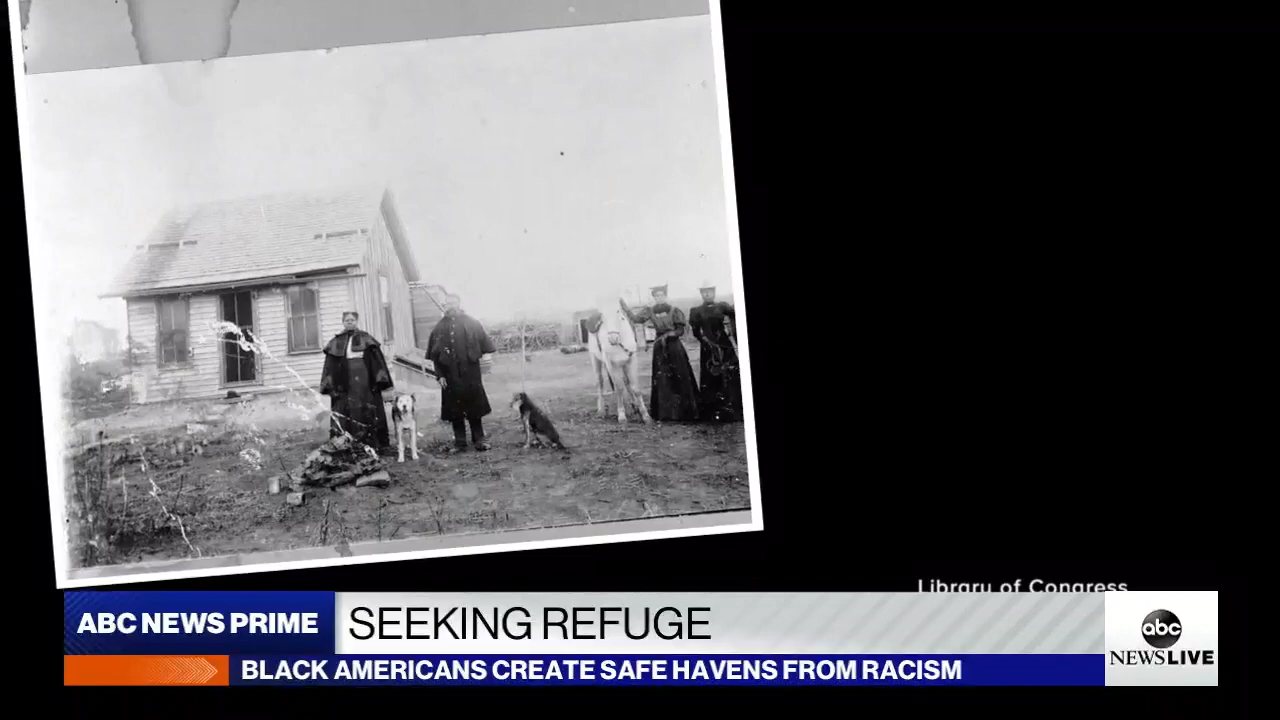 Library of Congress
ABC NEWS PRIME
SEEKING REFUGE
BLACK AMERICANS CREATE SAFE HAVENS FROM RACISM
abc
NEWSLIVE